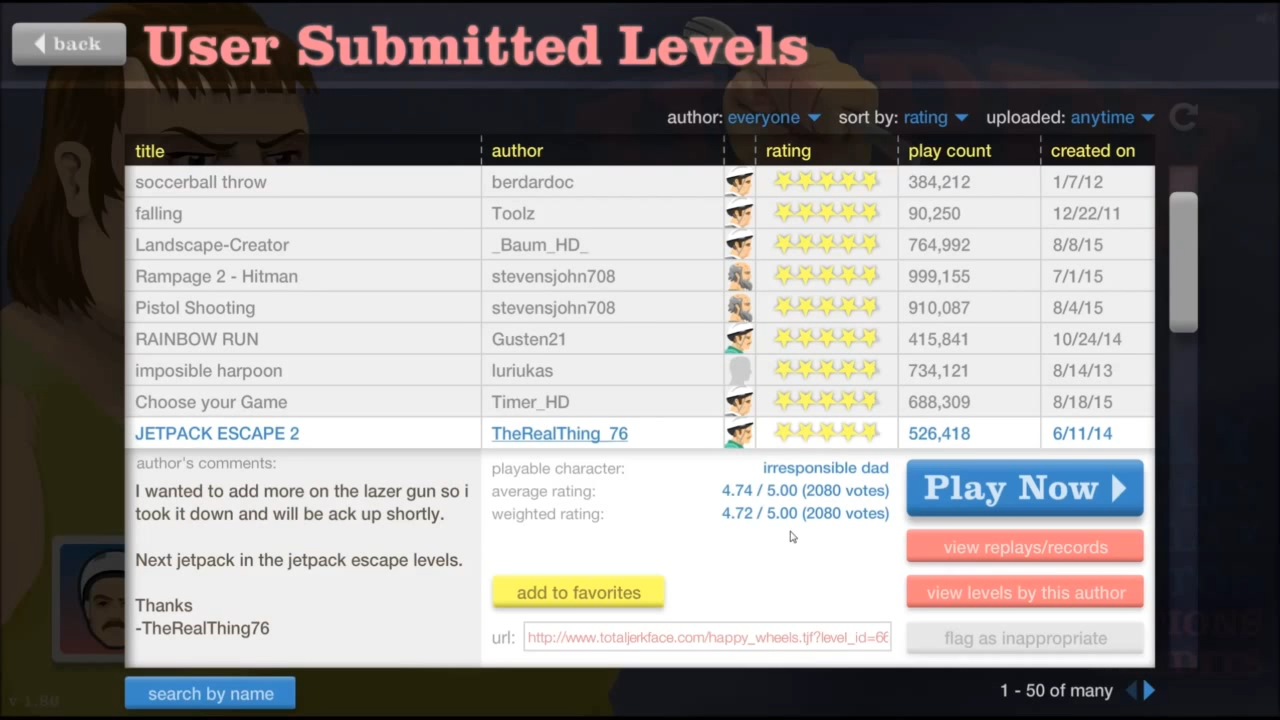 back
User Submitted Levels
author: everyone sort by: rating uploaded: anytime
title author rating play count created on
soccerball throw berdardoc 384,212 1/7/12
falling Toolz 90,250 12/22/11
Landscape-Creator _Baum_HD_ 764,992 8/8/15
Rampage 2 - Hitman stevensjohn708 999,155 7/1/15
Pistol Shooting stevensjohn708 910,087 8/4/15
RAINBOW RUN Gusten21 415,841 10/24/14
imposible harpoon luriukas 734,121 8/14/13
Choose your Game Timer_HD 688,309 8/18/15
JETPACK ESCAPE 2 TheRealThing_76 526,418 6/11/14
author's comments:
I wanted to add more on the lazer gun so i
took it down and will be ack up shortly.
Next jetpack in the jetpack escape levels.
Thanks
-TheRealThing76
playable character: irresponsible dad
average rating: 4.74 / 5.00 (2080 votes)
weighted rating: 4.72 / 5.00 (2080 votes)
add to favorites
url: http://www.totaljerkface.com/happy_wheels.tjf?level_id=66
Play Now
view replays/records
view levels by this author
flag as inappropriate
search by name
1 - 50 of many